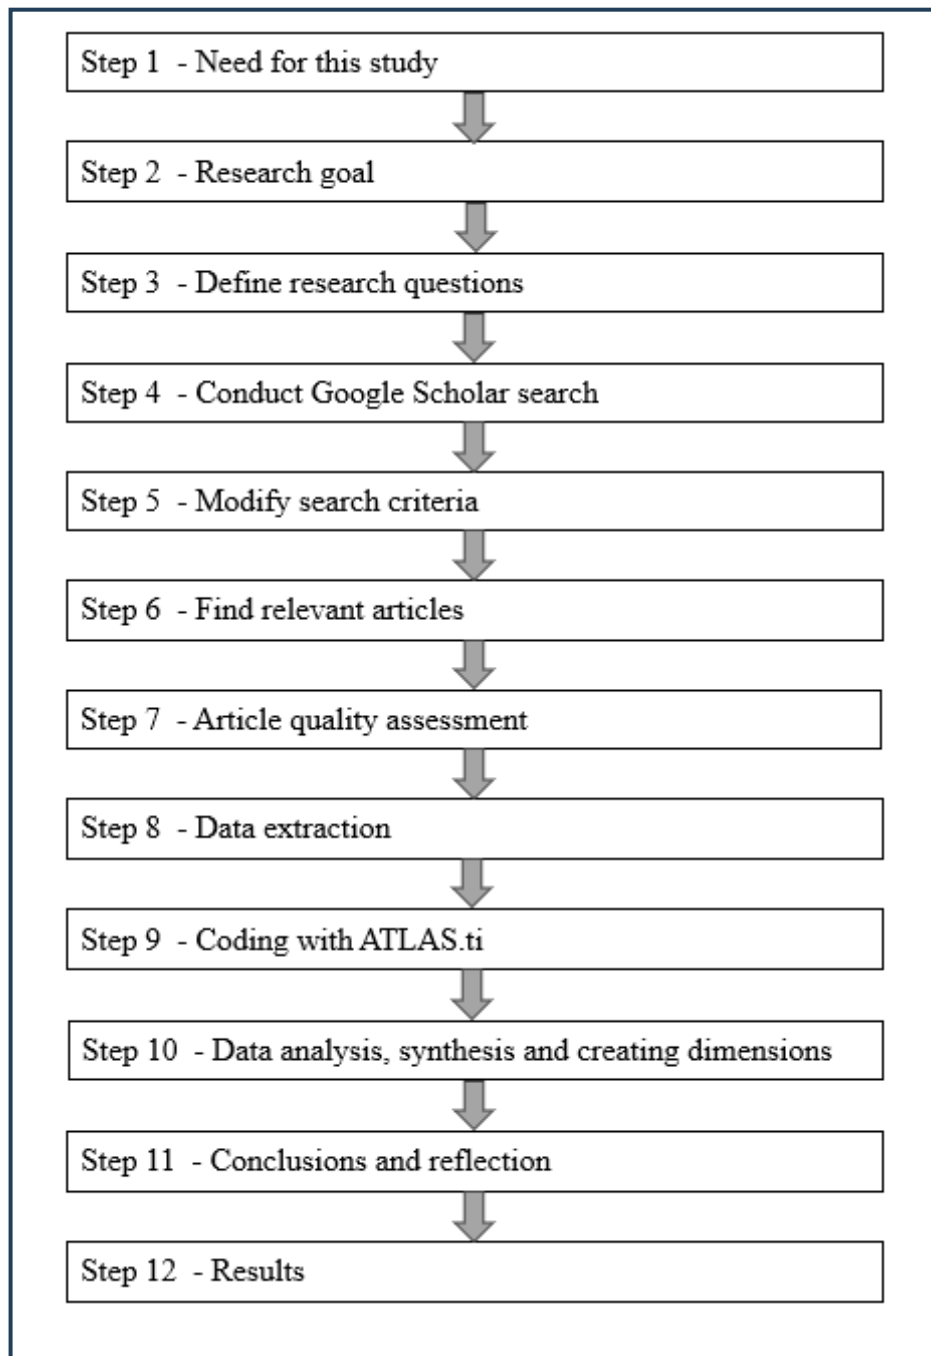 Step 1 - Need for this study
Step 2 - Research goal
Step 3 - Define research questions
Step 4 - Conduct Google Scholar search
Step 5 - Modify search criteria
Step 6 - Find relevant articles
Step 7 - Article quality assessment
Step 8 - Data extraction
Step 9 - Coding with ATLAS.ti
Step 10 - Data analysis, synthesis and creating dimensions
Step 11 - Conclusions and reflection
Step 12 - Results